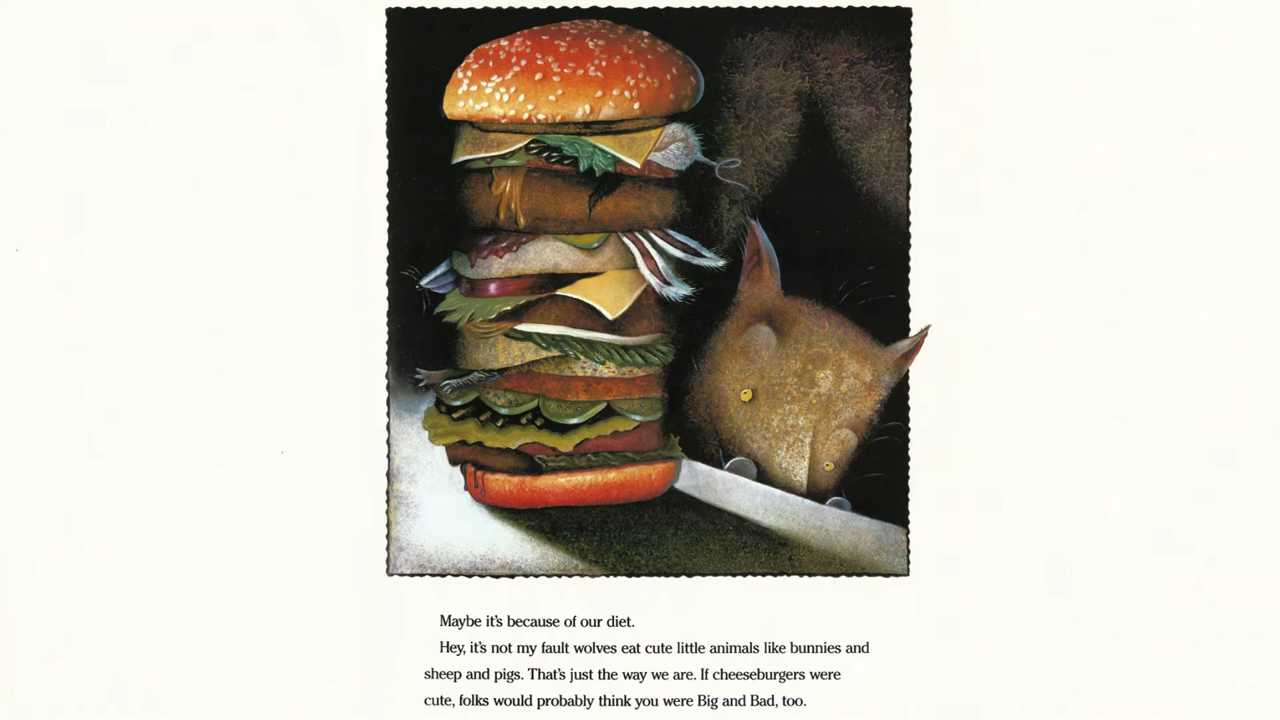 Maybe it's because of our diet.
Hey, it's not my fault wolves eat cute little animals like bunnies and
sheep and pigs. That's just the way we are. If cheeseburgers were
cute, folks would probably think you were Big and Bad, too.